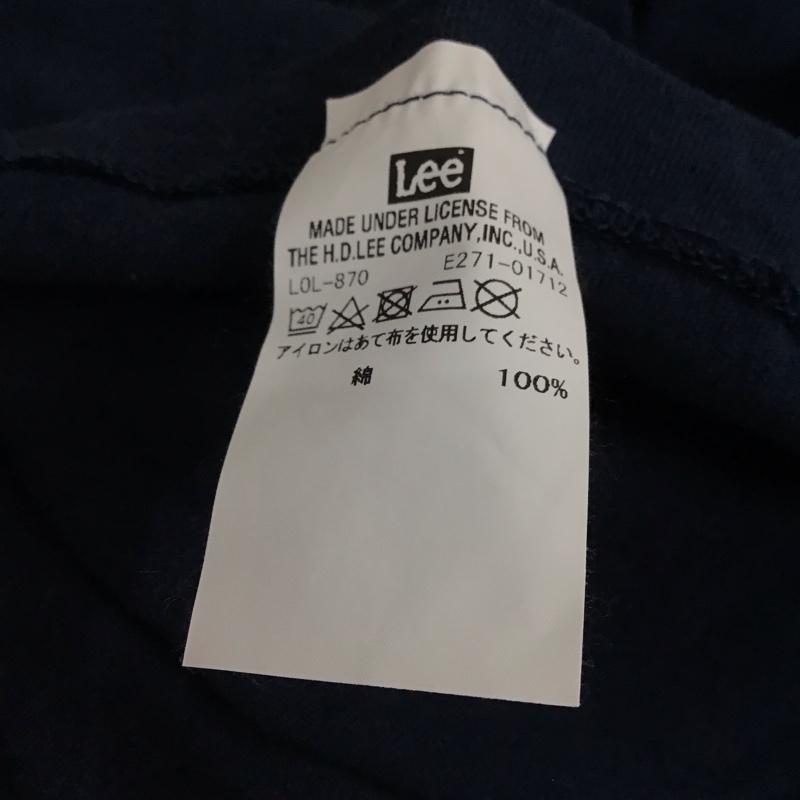 Lee
MADE UNDER LICENSE FROM
THE H.D.LEE COMPANY,INC.,U.S.A.
LOL-870 E271-01712
40
アイロンはあて布を使用してください。
綿 100%